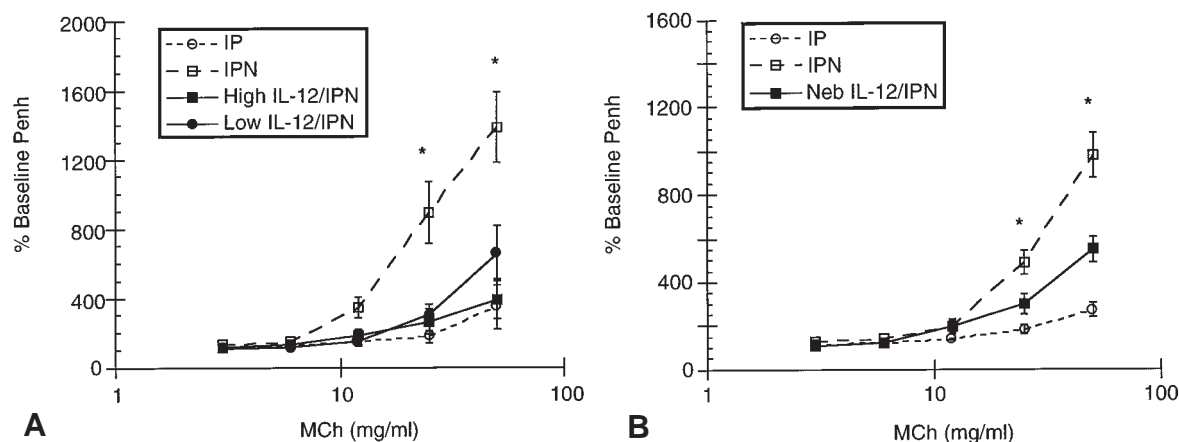 2000
1600
1200
800
400
0
% Baseline Penh
IP
IPN
High IL-12/IPN
Low IL-12/IPN
*
*
1
10
100
MCh (mg/ml)
A
1600
1200
800
400
0
% Baseline Penh
IP
IPN
Neb IL-12/IPN
*
*
1
10
100
MCh (mg/ml)
B